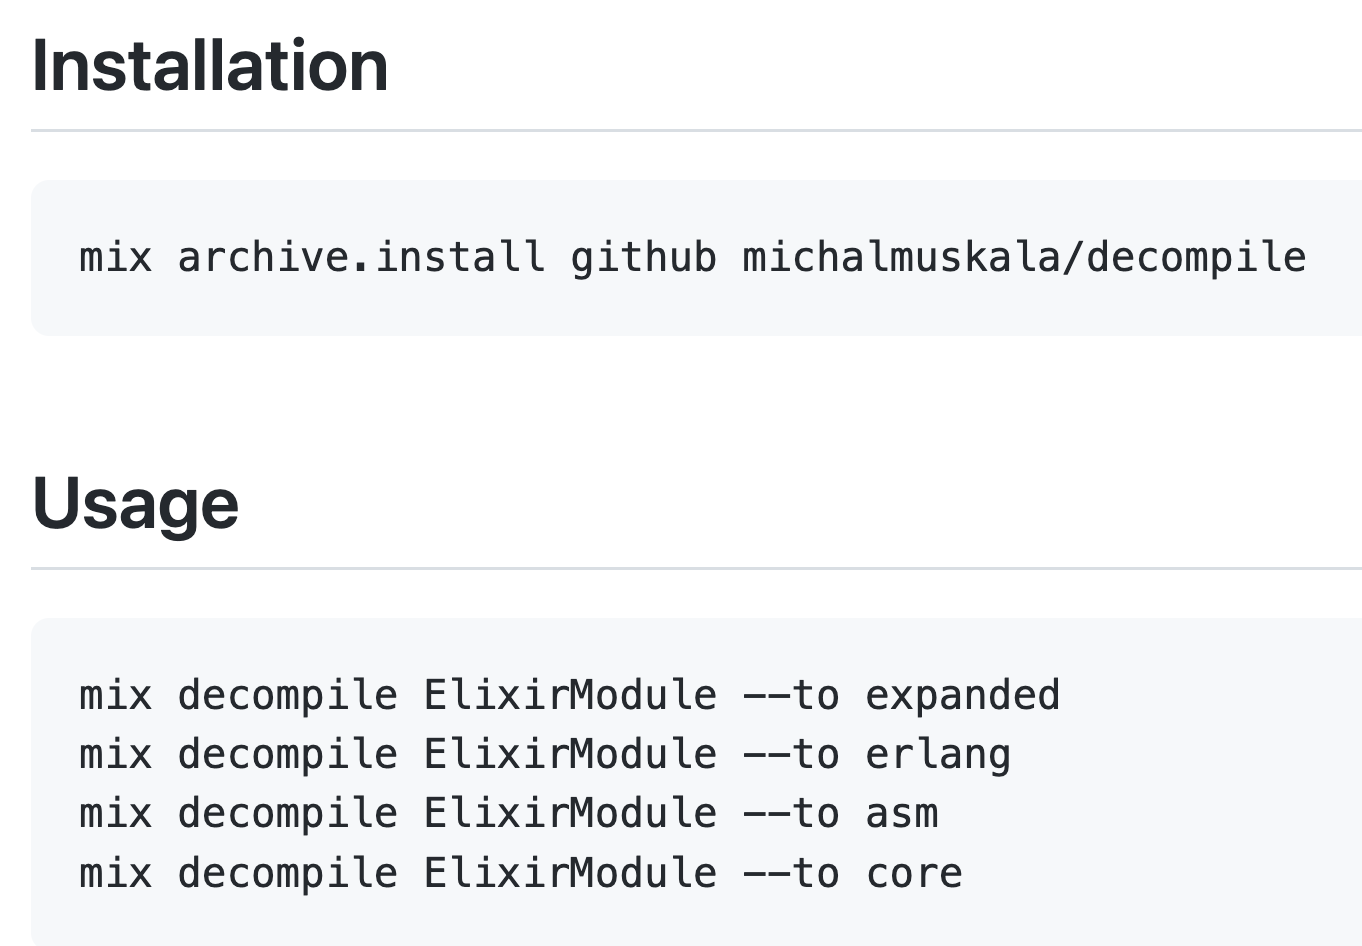 Installation
mix archive.install github michalmuskala/decompile
Usage
mix decompile ElixirModule --to expanded
mix decompile ElixirModule --to erlang
mix decompile ElixirModule --to asm
mix decompile ElixirModule --to core